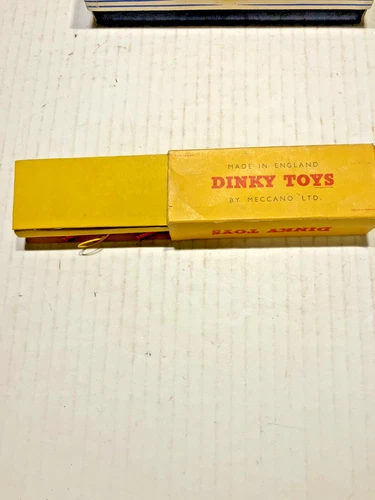 MADE IN ENGLAND
DINKY TOYS
BY MECCANO LTD.
DINKY TOYS